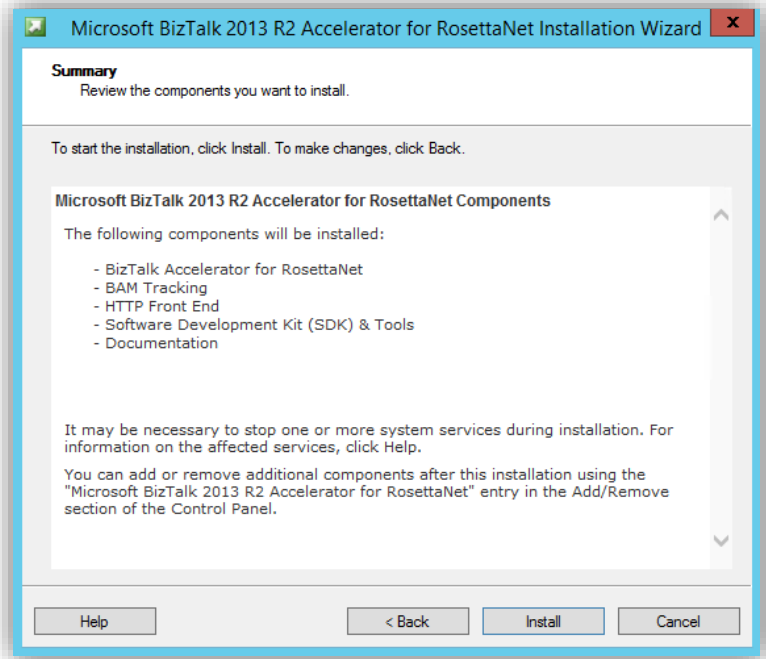 Microsoft BizTalk 2013 R2 Accelerator for RosettaNet Installation Wizard
x
Summary
Review the components you want to install.
To start the installation, click Install. To make changes, click Back.
Microsoft BizTalk 2013 R2 Accelerator for RosettaNet Components
The following components will be installed:
- BizTalk Accelerator for RosettaNet
- BAM Tracking
- HTTP Front End
- Software Development Kit (SDK) & Tools
- Documentation
It may be necessary to stop one or more system services during installation. For
information on the affected services, click Help.
You can add or remove additional components after this installation using the
"Microsoft BizTalk 2013 R2 Accelerator for RosettaNet" entry in the Add/Remove
section of the Control Panel.
Help
< Back
Install
Cancel